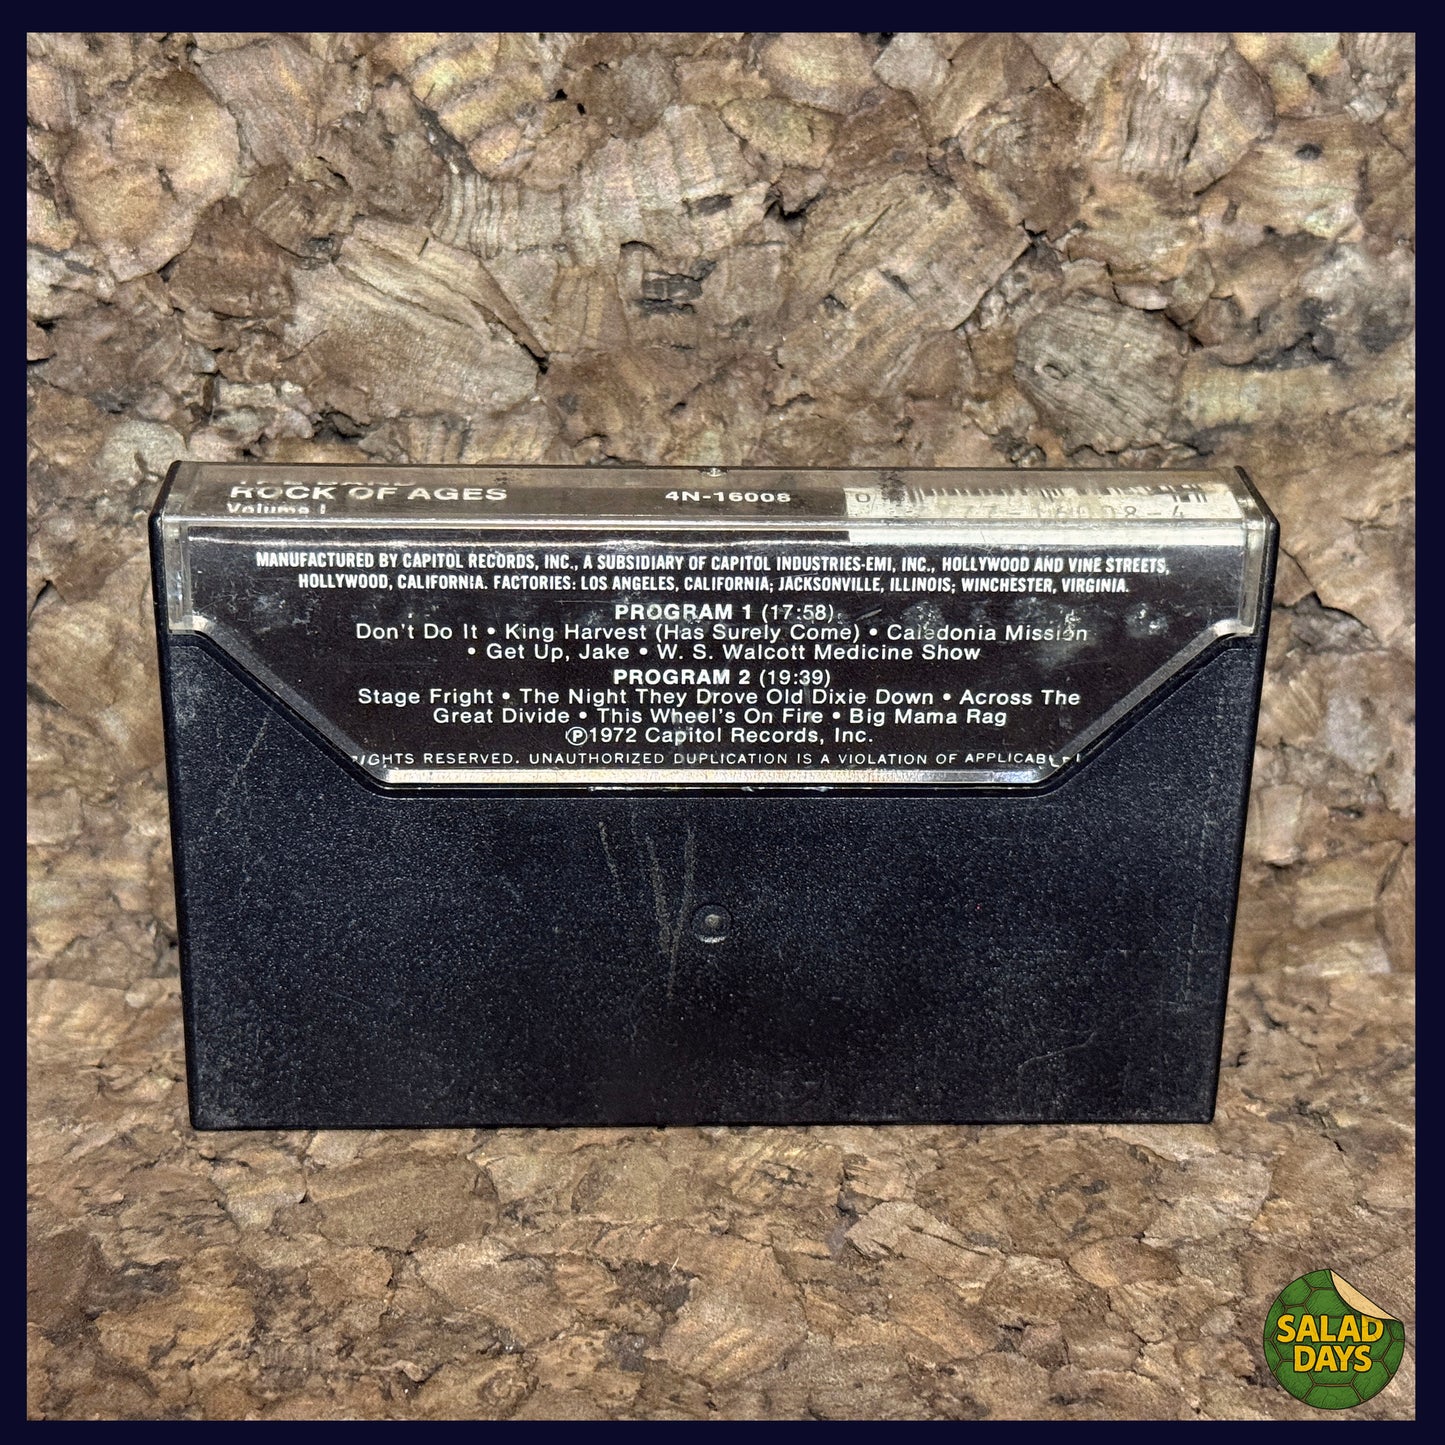 THE BAND
ROCK OF AGES
Volume I
4N-16008
MANUFACTURED BY CAPITOL RECORDS, INC., A SUBSIDIARY OF CAPITOL INDUSTRIES-EMI, INC., HOLLYWOOD AND VINE STREETS,
HOLLYWOOD, CALIFORNIA. FACTORIES: LOS ANGELES, CALIFORNIA; JACKSONVILLE, ILLINOIS; WINCHESTER, VIRGINIA.
PROGRAM 1 (17:58)
Don't Do It • King Harvest (Has Surely Come) • Caledonia Mission
• Get Up, Jake • W. S. Walcott Medicine Show
PROGRAM 2 (19:39)
Stage Fright • The Night They Drove Old Dixie Down • Across The
Great Divide • This Wheel's On Fire • Big Mama Rag
Ⓟ1972 Capitol Records, Inc.
RIGHTS RESERVED. UNAUTHORIZED DUPLICATION IS A VIOLATION OF APPLICABLE
SALAD
DAYS